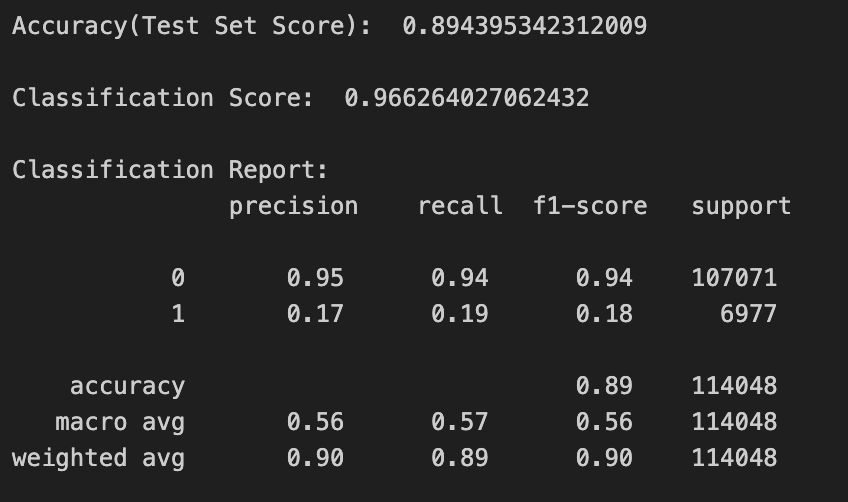 Accuracy(Test Set Score):  0.894395342312009
Classification Score:  0.966264027062432
Classification Report:
precision    recall  f1-score   support
0       0.95      0.94      0.94    107071
1       0.17      0.19      0.18      6977
accuracy                           0.89    114048
macro avg       0.56      0.57      0.56    114048
weighted avg       0.90      0.89      0.90    114048